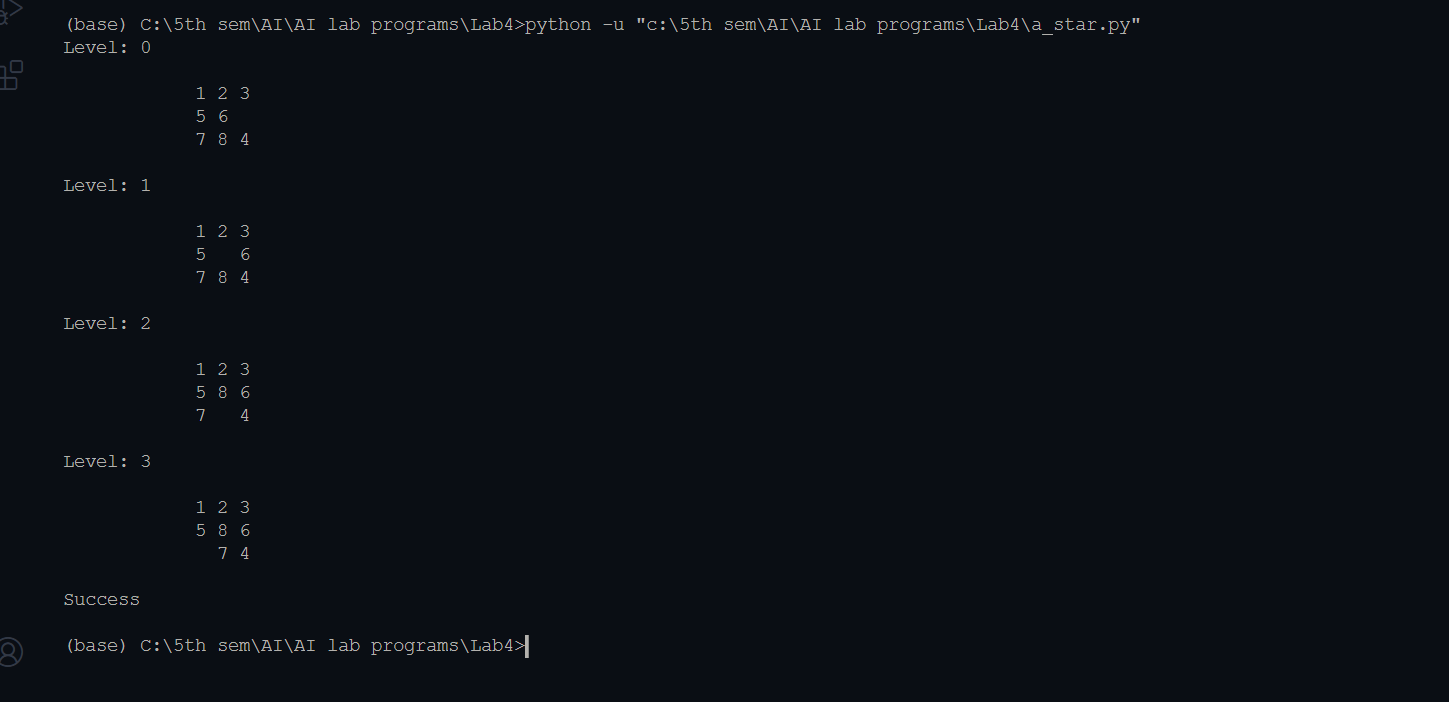 (base) C:\5th sem\AI\AI lab programs\Lab4>python -u "c:\5th sem\AI\AI lab programs\Lab4\a_star.py"
Level: 0
1 2 3
5 6
7 8 4
Level: 1
1 2 3
5   6
7 8 4
Level: 2
1 2 3
5 8 6
7   4
Level: 3
1 2 3
5 8 6
  7 4
Success
(base) C:\5th sem\AI\AI lab programs\Lab4>